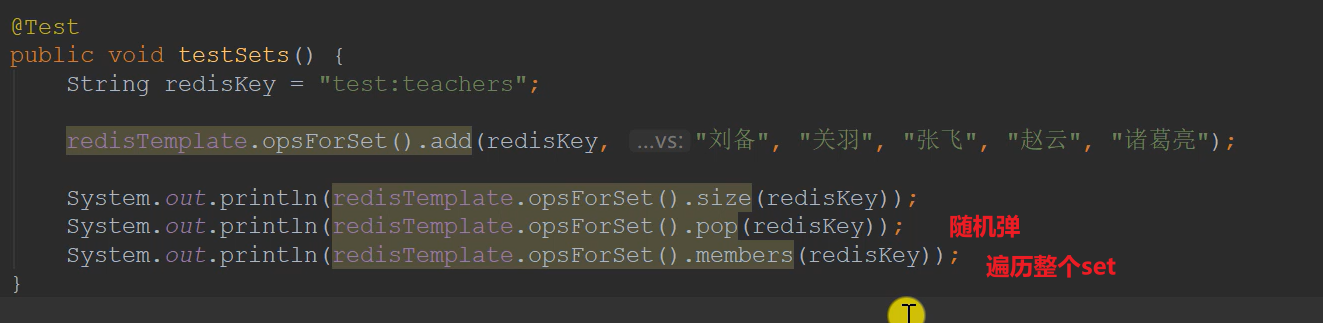 @Test
public void testSets() {
String redisKey = "test:teachers";
redisTemplate.opsForSet().add(redisKey, ...vs: "刘备", "关羽", "张飞", "赵云", "诸葛亮");
System.out.println(redisTemplate.opsForSet().size(redisKey));
System.out.println(redisTemplate.opsForSet().pop(redisKey)); 随机弹
System.out.println(redisTemplate.opsForSet().members(redisKey)); 遍历整个set
}